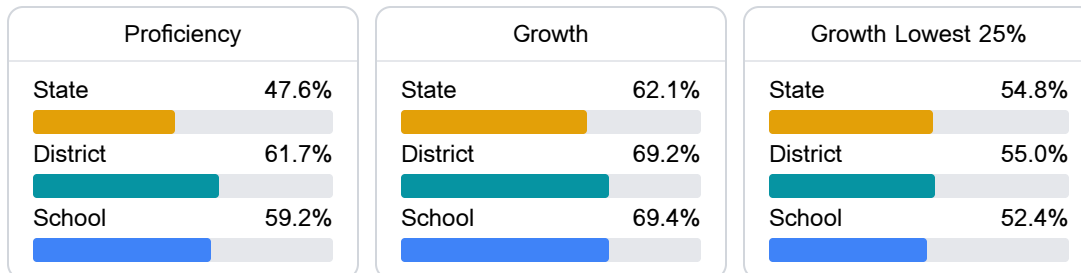 Proficiency
State 47.6%
District 61.7%
School 59.2%
Growth
State 62.1%
District 69.2%
School 69.4%
Growth Lowest 25%
State 54.8%
District 55.0%
School 52.4%